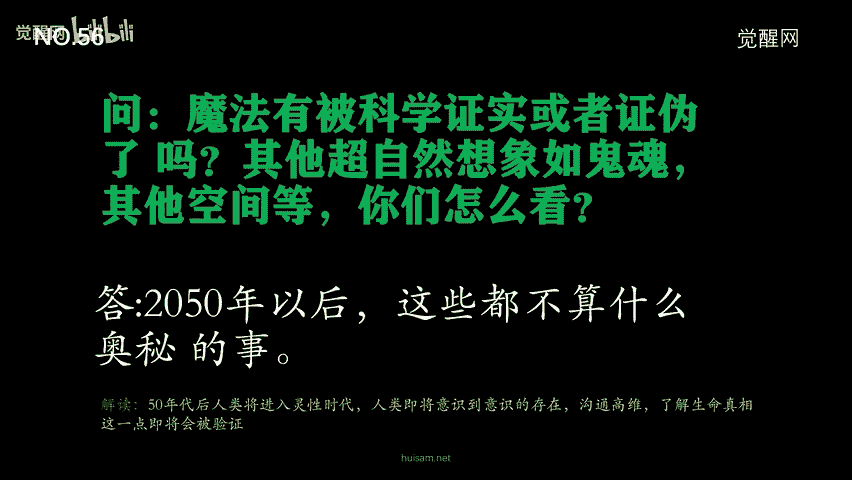 觉醒网 bilibili
NO.56
觉醒网
问：魔法有被科学证实或者证伪
了 吗？其他超自然想象如鬼魂，
其他空间等，你们怎么看？
答:2050年以后，这些都不算什么
奥秘 的事。
解读：50年代后人类将进入灵性时代，人类即将意识到意识的存在，沟通高维，了解生命真相
这一点即将会被验证
huisam.net